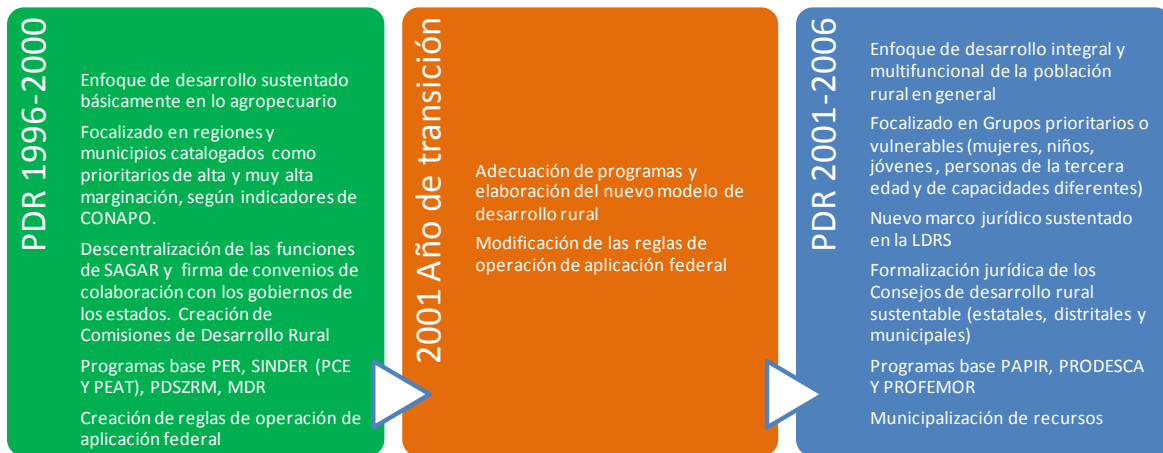 PDR 1996-2000
Enfoque de desarrollo sustentado
básicamente en lo agropecuario
Focalizado en regiones y
municipios catalogados como
prioritarios de alta y muy alta
marginación, según indicadores de
CONAPO.
Descentralización de las funciones
de SAGAR y firma de convenios de
colaboración con los gobiernos de
los estados. Creación de
Comisiones de Desarrollo Rural
Programas base PER, SINDER (PCE
Y PEAT), PDSZRM, MDR
Creación de reglas de operación de
aplicación federal
2001 Año de transición
Adecuación de programas y
elaboración del nuevo modelo de
desarrollo rural
Modificación de las reglas de
operación de aplicación federal
PDR 2001-2006
Enfoque de desarrollo integral y
multifuncional de la población
rural en general
Focalizado en Grupos prioritarios o
vulnerables (mujeres, niños,
jóvenes , personas de la tercera
edad y de capacidades diferentes)
Nuevo marco jurídico sustentado
en la LDRS
Formalización jurídica de los
Consejos de desarrollo rural
sustentable (estatales, distritales y
municipales)
Programas base PAPIR, PRODESCA
Y PROFEMOR
Municipalización de recursos